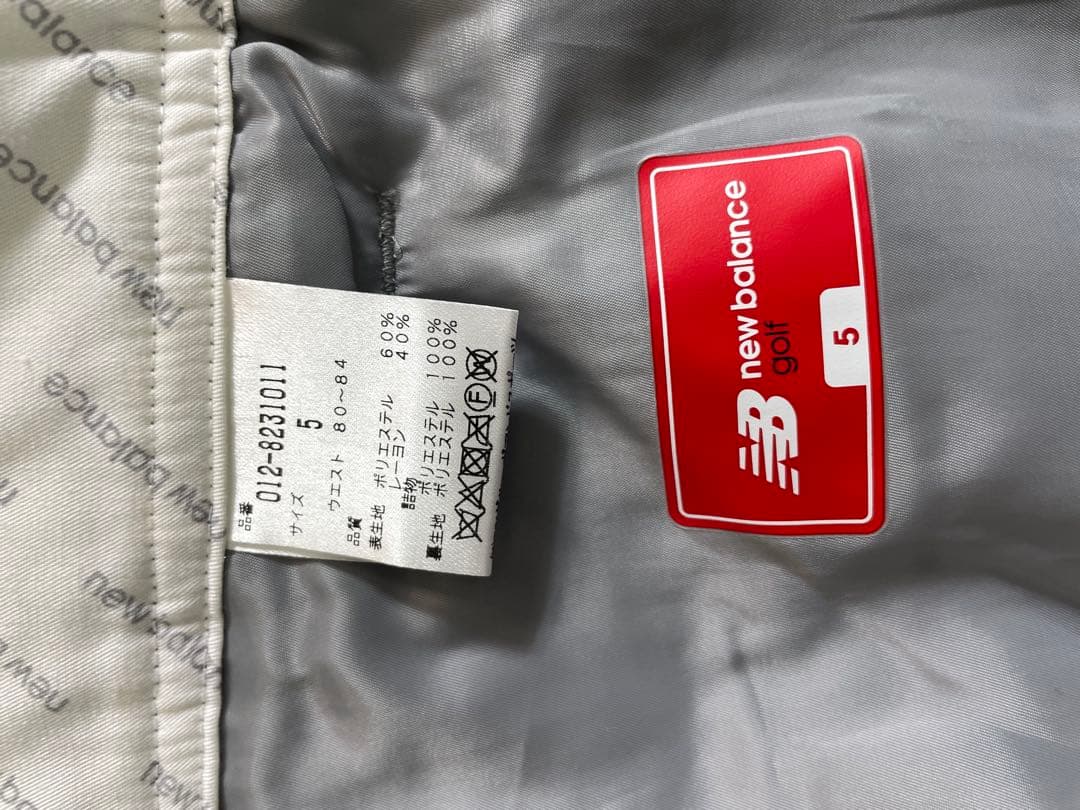 品番
012-8231011
サイズ
5
ウエスト 80~84
品質
表生地 ポリエステル 60%
レーヨン 40%
詰物
ポリエステル 100%
裏生地 ポリエステル 100%
NB new balance
golf
5
new balance
new balance
new balance
new balance
new